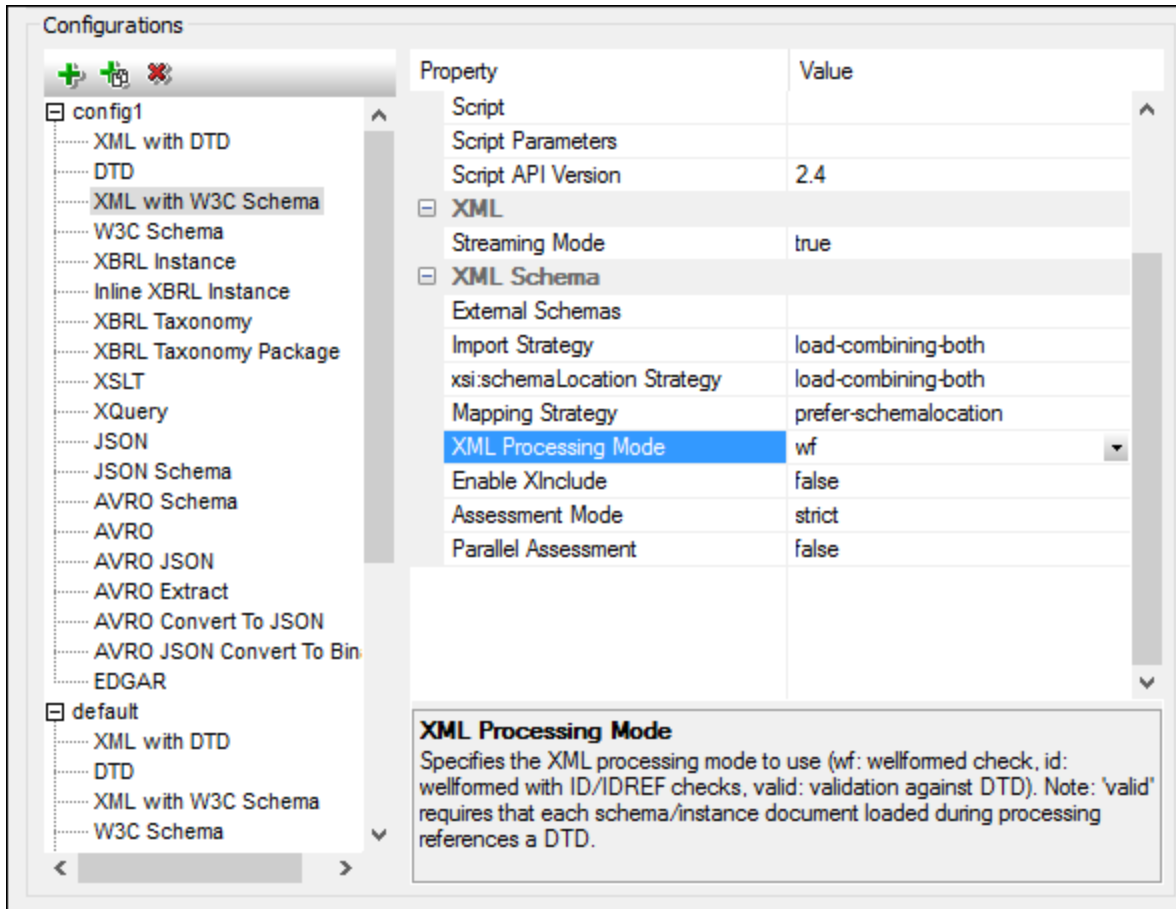 Configurations
config1
XML with DTD
DTD
XML with W3C Schema
W3C Schema
XBRL Instance
Inline XBRL Instance
XBRL Taxonomy
XBRL Taxonomy Package
XSLT
XQuery
JSON
JSON Schema
AVRO Schema
AVRO
AVRO JSON
AVRO Extract
AVRO Convert To JSON
AVRO JSON Convert To Bin
EDGAR
default
XML with DTD
DTD
XML with W3C Schema
W3C Schema
Property Value
Script
Script Parameters
Script API Version 2.4
XML
Streaming Mode true
XML Schema
External Schemas
Import Strategy load-combining-both
xsi:schemaLocation Strategy load-combining-both
Mapping Strategy prefer-schemalocation
XML Processing Mode wf
Enable XInclude false
Assessment Mode strict
Parallel Assessment false
XML Processing Mode
Specifies the XML processing mode to use (wf: wellformed check, id:
wellformed with ID/IDREF checks, valid: validation against DTD). Note: 'valid'
requires that each schema/instance document loaded during processing
references a DTD.